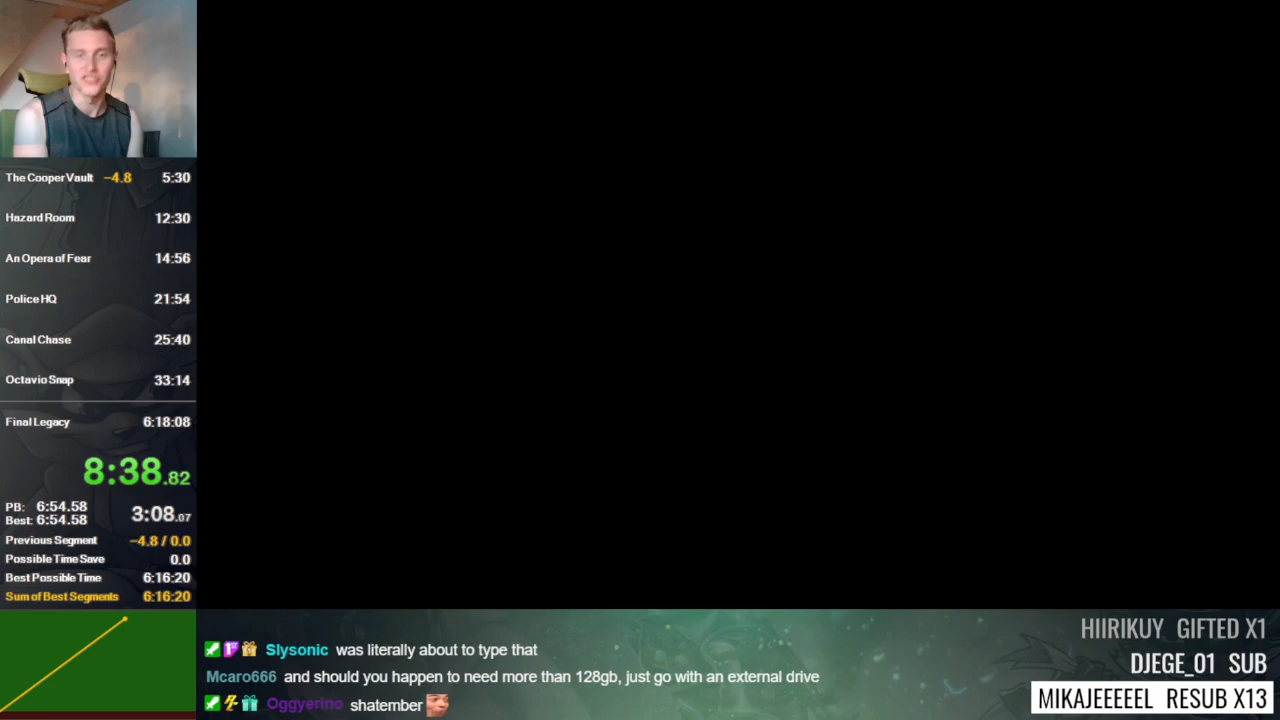 The Cooper Vault -4.8 5:30
Hazard Room 12:30
An Opera of Fear 14:56
Police HQ 21:54
Canal Chase 25:40
Octavio Snap 33:14
Final Legacy 6:18:08
8:38.82
PB: 6:54.58
Best: 6:54.58
3:08.07
Previous Segment -4.8 / 0.0
Possible Time Save 0.0
Best Possible Time 6:16:20
Sum of Best Segments 6:16:20
Slysonic was literally about to type that
Mcaro666 and should you happen to need more than 128gb, just go with an external drive
Oggyerino shatember
HIIRIKUY GIFTED X1
DJEGE_01 SUB
MIKAJEEEEEL RESUB X13